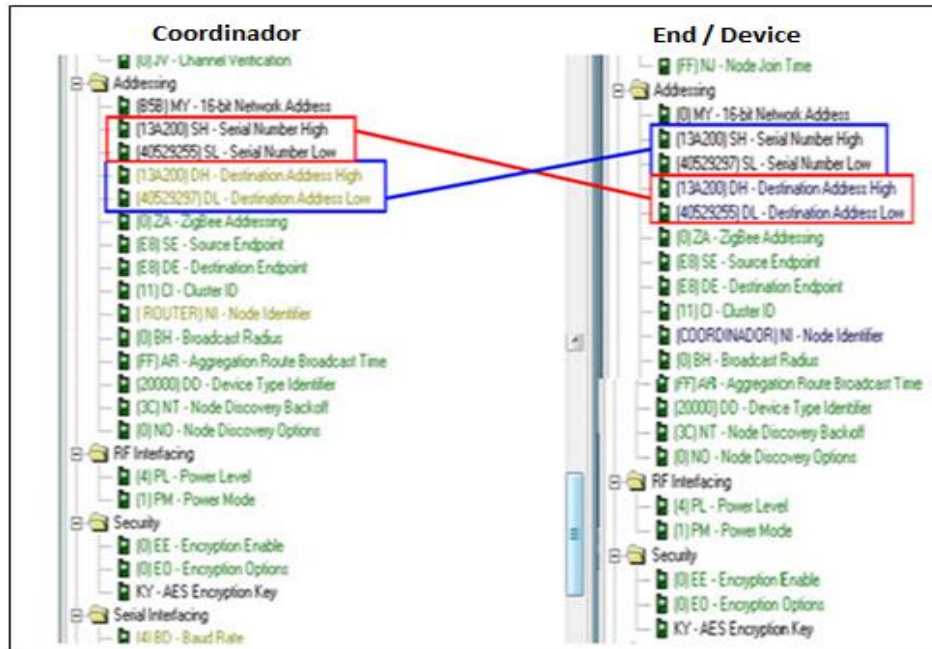 Coordinador
(0) JV - Channel Verification
Addressing
(B5B) MY - 16-bit Network Address
(13A200) SH - Serial Number High
(40529255) SL - Serial Number Low
(13A200) DH - Destination Address High
(40529297) DL - Destination Address Low
(0) ZA - ZigBee Addressing
(E8) SE - Source Endpoint
(E8) DE - Destination Endpoint
(11) CI - Cluster ID
( ROUTER) NI - Node Identifier
(0) BH - Broadcast Radius
(FF) AR - Aggregation Route Broadcast Time
(20000) DD - Device Type Identifier
(3C) NT - Node Discovery Backoff
(0) NO - Node Discovery Options
RF Interfacing
(4) PL - Power Level
(1) PM - Power Mode
Security
(0) EE - Encryption Enable
(0) EO - Encryption Options
KY - AES Encryption Key
Serial Interfacing
(4) BD - Baud Rate
End / Device
(FF) NJ - Node Join Time
Addressing
(0) MY - 16-bit Network Address
(13A200) SH - Serial Number High
(40529297) SL - Serial Number Low
(13A200) DH - Destination Address High
(40529255) DL - Destination Address Low
(0) ZA - ZigBee Addressing
(E8) SE - Source Endpoint
(E8) DE - Destination Endpoint
(11) CI - Cluster ID
(COORDINADOR) NI - Node Identifier
(0) BH - Broadcast Radius
(FF) AR - Aggregation Route Broadcast Time
(20000) DD - Device Type Identifier
(3C) NT - Node Discovery Backoff
(0) NO - Node Discovery Options
RF Interfacing
(4) PL - Power Level
(1) PM - Power Mode
Security
(0) EE - Encryption Enable
(0) EO - Encryption Options
KY - AES Encryption Key